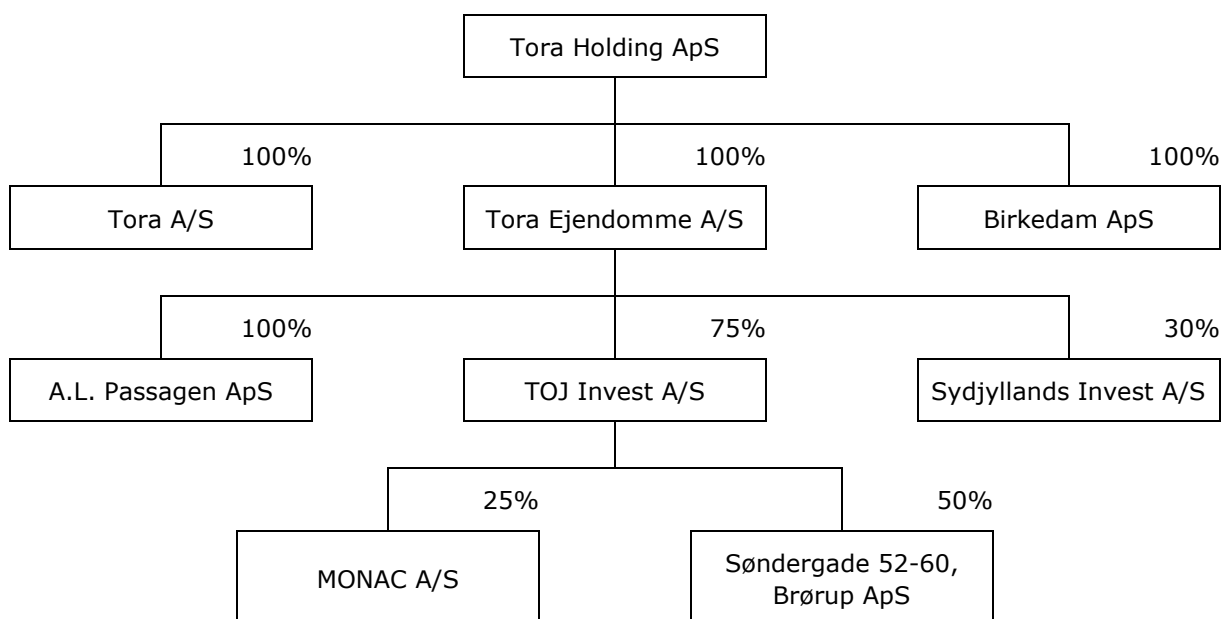 Tora Holding ApS
100%
100%
100%
Tora A/S
Tora Ejendomme A/S
Birkedam ApS
100%
75%
30%
A.L. Passagen ApS
TOJ Invest A/S
Sydjyllands Invest A/S
25%
50%
MONAC A/S
Søndergade 52-60,
Brørup ApS